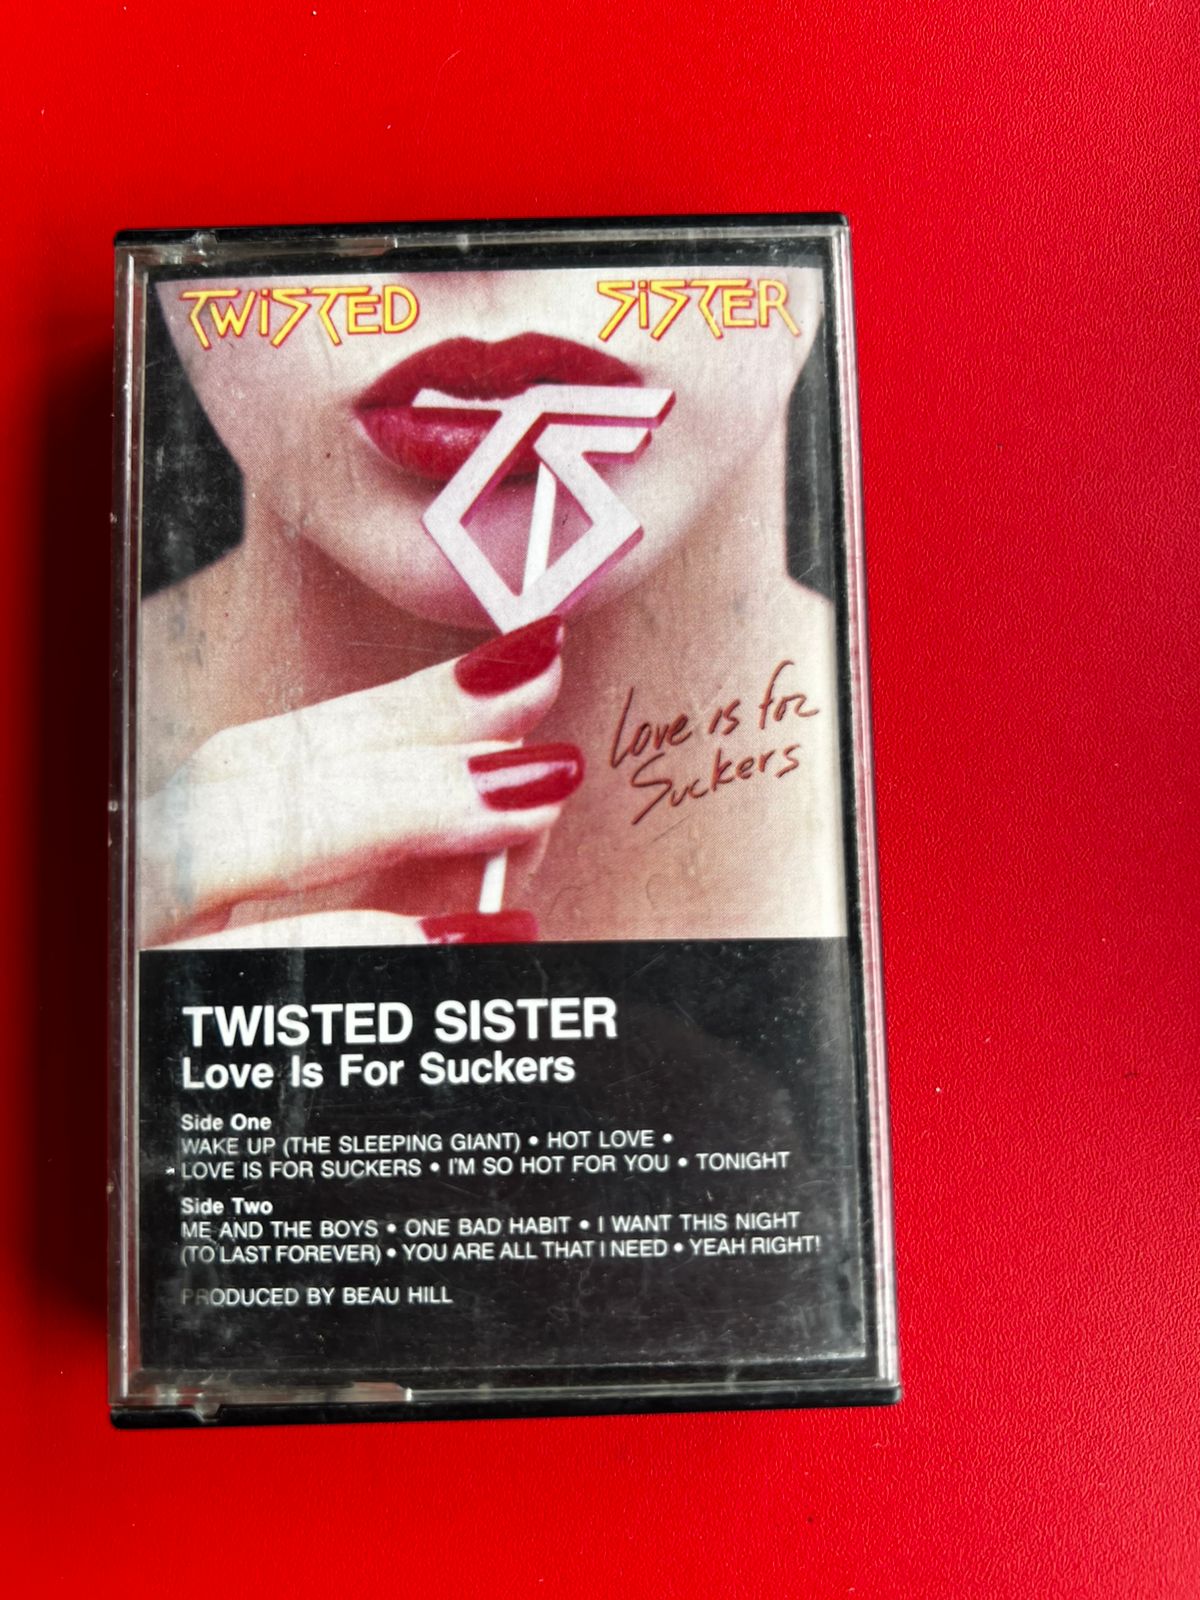 TWiSTED SiSTER
TS
Love is for
Suckers
TWISTED SISTER
Love Is For Suckers
Side One
WAKE UP (THE SLEEPING GIANT) • HOT LOVE •
LOVE IS FOR SUCKERS • I'M SO HOT FOR YOU • TONIGHT
Side Two
ME AND THE BOYS • ONE BAD HABIT • I WANT THIS NIGHT
(TO LAST FOREVER) • YOU ARE ALL THAT I NEED • YEAH RIGHT!
PRODUCED BY BEAU HILL